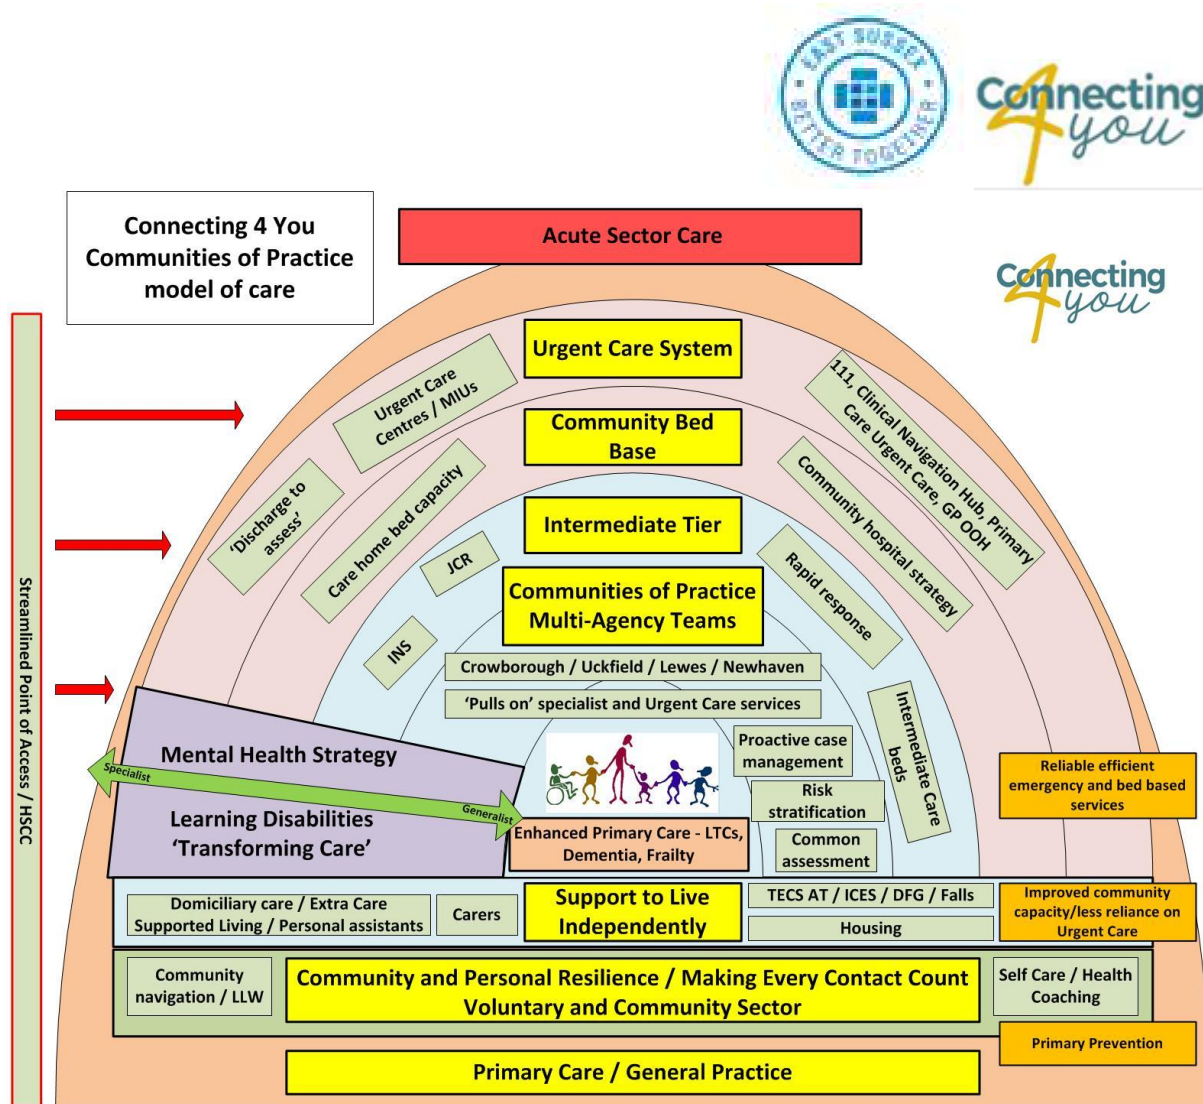 EAST SUSSEX
BETTER TOGETHER
Connecting
4you
Connecting 4 You
Communities of Practice
model of care
Acute Sector Care
Connecting
4you
Streamlined Point of Access / HSCC
Urgent Care System
Urgent Care
Centres / MIUs
111, Clinical Navigation Hub, Primary
Care Urgent Care, GP OOH
Community Bed
Base
'Discharge to
assess'
Care home bed capacity
Community hospital strategy
Intermediate Tier
JCR
INS
Rapid response
Intermediate Care
beds
Communities of Practice
Multi-Agency Teams
Crowborough / Uckfield / Lewes / Newhaven
'Pulls on' specialist and Urgent Care services
Proactive case
management
Risk
stratification
Common
assessment
Mental Health Strategy
Specialist
Generalist
Learning Disabilities
'Transforming Care'
Enhanced Primary Care - LTCs,
Dementia, Frailty
Reliable efficient
emergency and bed based
services
Domiciliary care / Extra Care
Supported Living / Personal assistants
Carers
Support to Live
Independently
TECS AT / ICES / DFG / Falls
Housing
Improved community
capacity/less reliance on
Urgent Care
Community
navigation / LLW
Community and Personal Resilience / Making Every Contact Count
Voluntary and Community Sector
Self Care / Health
Coaching
Primary Prevention
Primary Care / General Practice